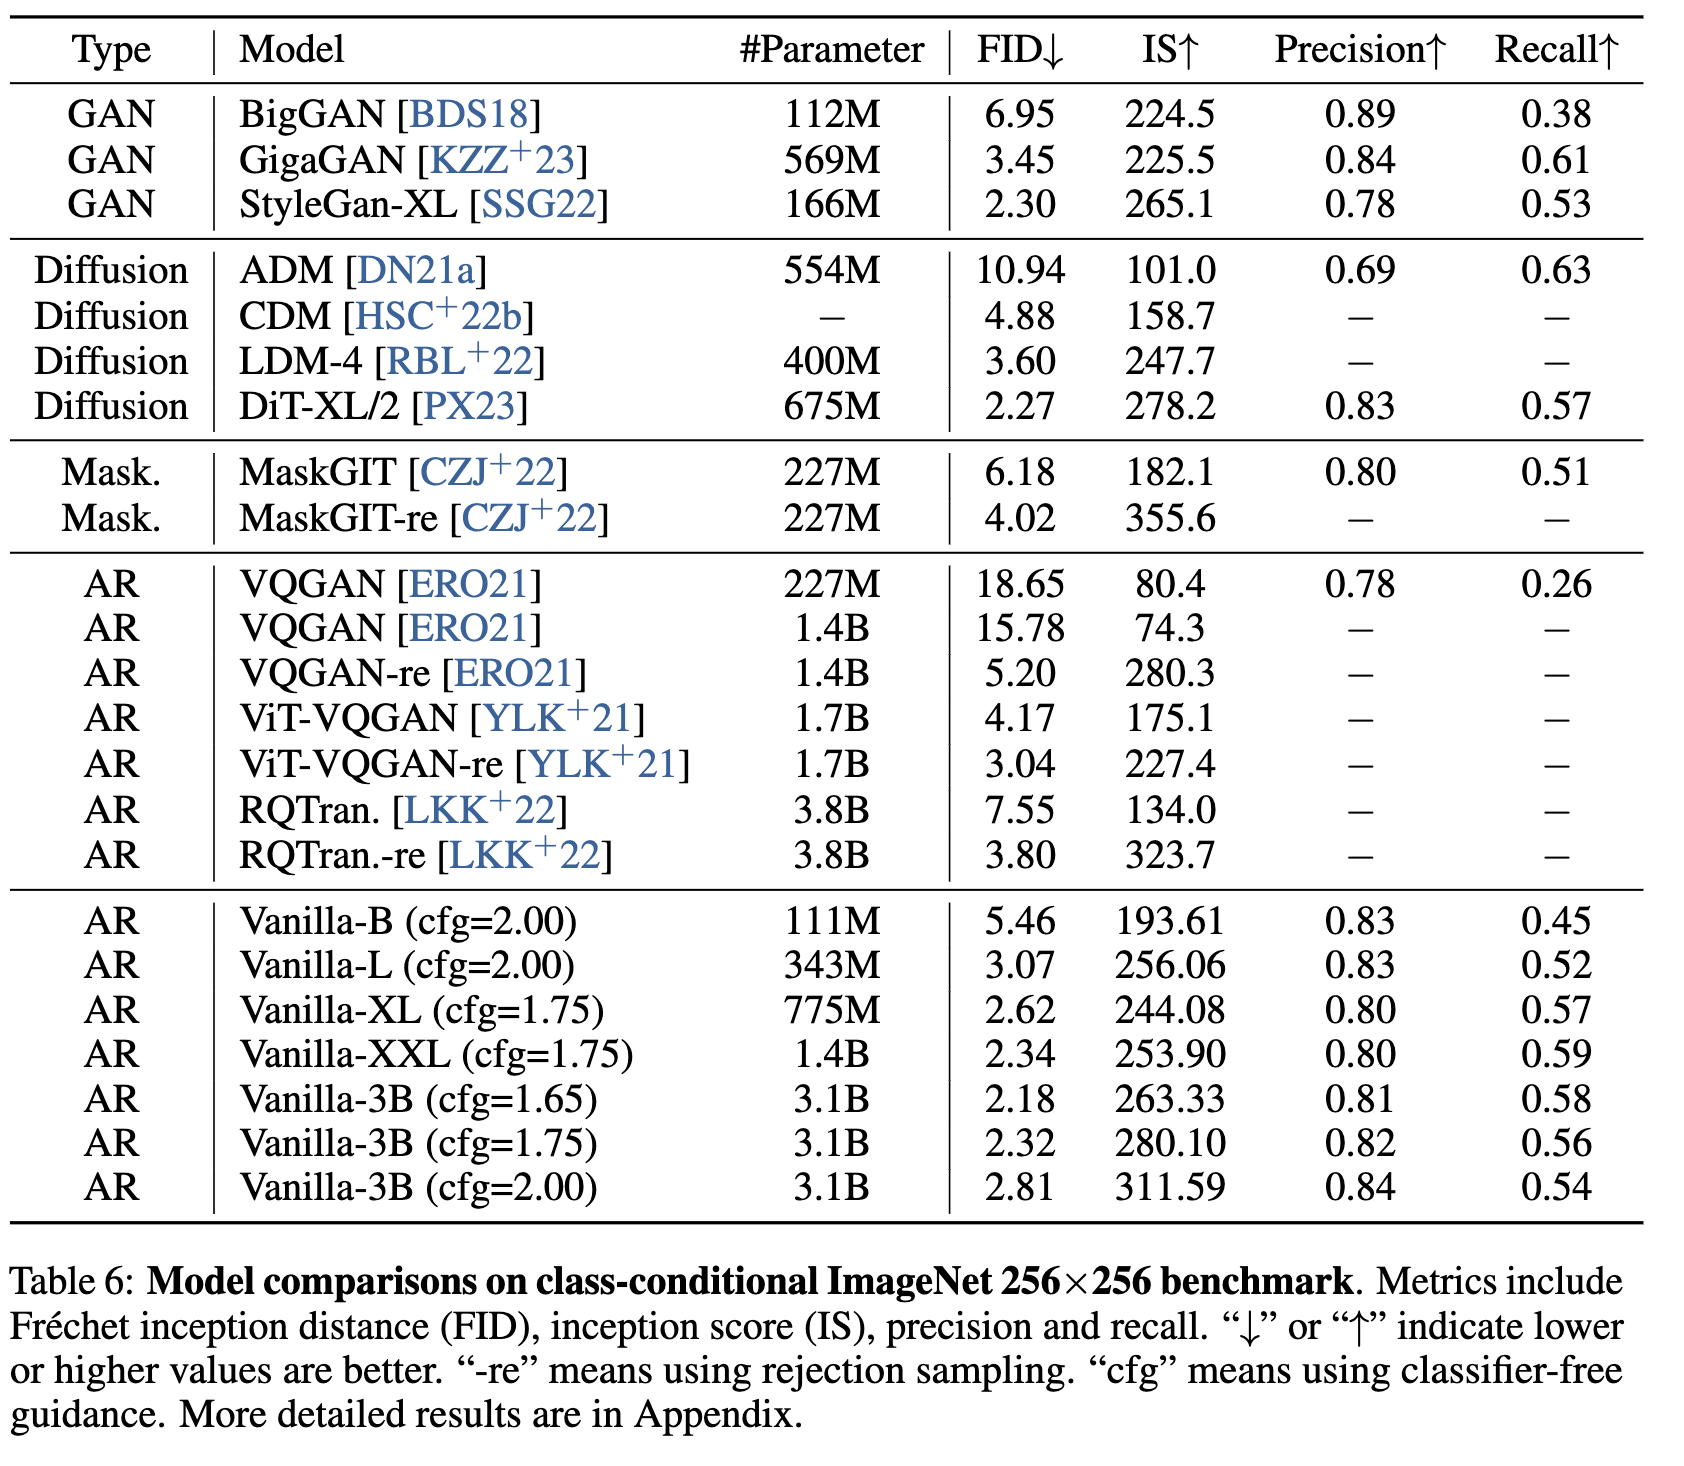 Type Model #Parameter FID↓ IS↑ Precision↑ Recall↑
GAN BigGAN [BDS18] 112M 6.95 224.5 0.89 0.38
GAN GigaGAN [KZZ+23] 569M 3.45 225.5 0.84 0.61
GAN StyleGan-XL [SSG22] 166M 2.30 265.1 0.78 0.53
Diffusion ADM [DN21a] 554M 10.94 101.0 0.69 0.63
Diffusion CDM [HSC+22b] − 4.88 158.7 − −
Diffusion LDM-4 [RBL+22] 400M 3.60 247.7 − −
Diffusion DiT-XL/2 [PX23] 675M 2.27 278.2 0.83 0.57
Mask. MaskGIT [CZJ+22] 227M 6.18 182.1 0.80 0.51
Mask. MaskGIT-re [CZJ+22] 227M 4.02 355.6 − −
AR VQGAN [ERO21] 227M 18.65 80.4 0.78 0.26
AR VQGAN [ERO21] 1.4B 15.78 74.3 − −
AR VQGAN-re [ERO21] 1.4B 5.20 280.3 − −
AR ViT-VQGAN [YLK+21] 1.7B 4.17 175.1 − −
AR ViT-VQGAN-re [YLK+21] 1.7B 3.04 227.4 − −
AR RQTran. [LKK+22] 3.8B 7.55 134.0 − −
AR RQTran.-re [LKK+22] 3.8B 3.80 323.7 − −
AR Vanilla-B (cfg=2.00) 111M 5.46 193.61 0.83 0.45
AR Vanilla-L (cfg=2.00) 343M 3.07 256.06 0.83 0.52
AR Vanilla-XL (cfg=1.75) 775M 2.62 244.08 0.80 0.57
AR Vanilla-XXL (cfg=1.75) 1.4B 2.34 253.90 0.80 0.59
AR Vanilla-3B (cfg=1.65) 3.1B 2.18 263.33 0.81 0.58
AR Vanilla-3B (cfg=1.75) 3.1B 2.32 280.10 0.82 0.56
AR Vanilla-3B (cfg=2.00) 3.1B 2.81 311.59 0.84 0.54
Table 6: Model comparisons on class-conditional ImageNet 256×256 benchmark. Metrics include
Fréchet inception distance (FID), inception score (IS), precision and recall. “↓” or “↑” indicate lower
or higher values are better. “-re” means using rejection sampling. “cfg” means using classifier-free
guidance. More detailed results are in Appendix.